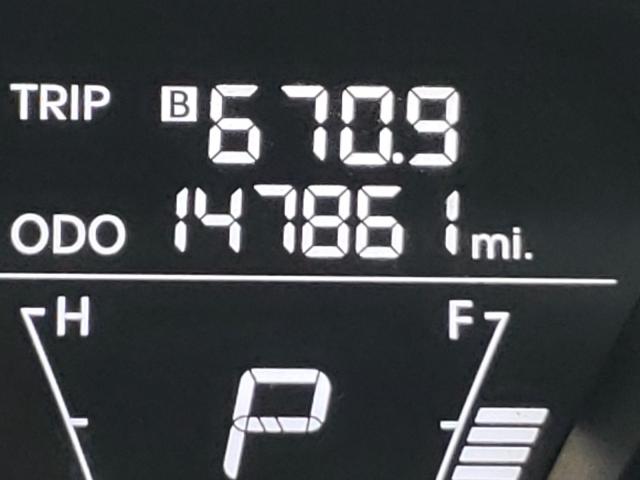 TRIP B 670.9
ODO 147861 mi.
H F
P